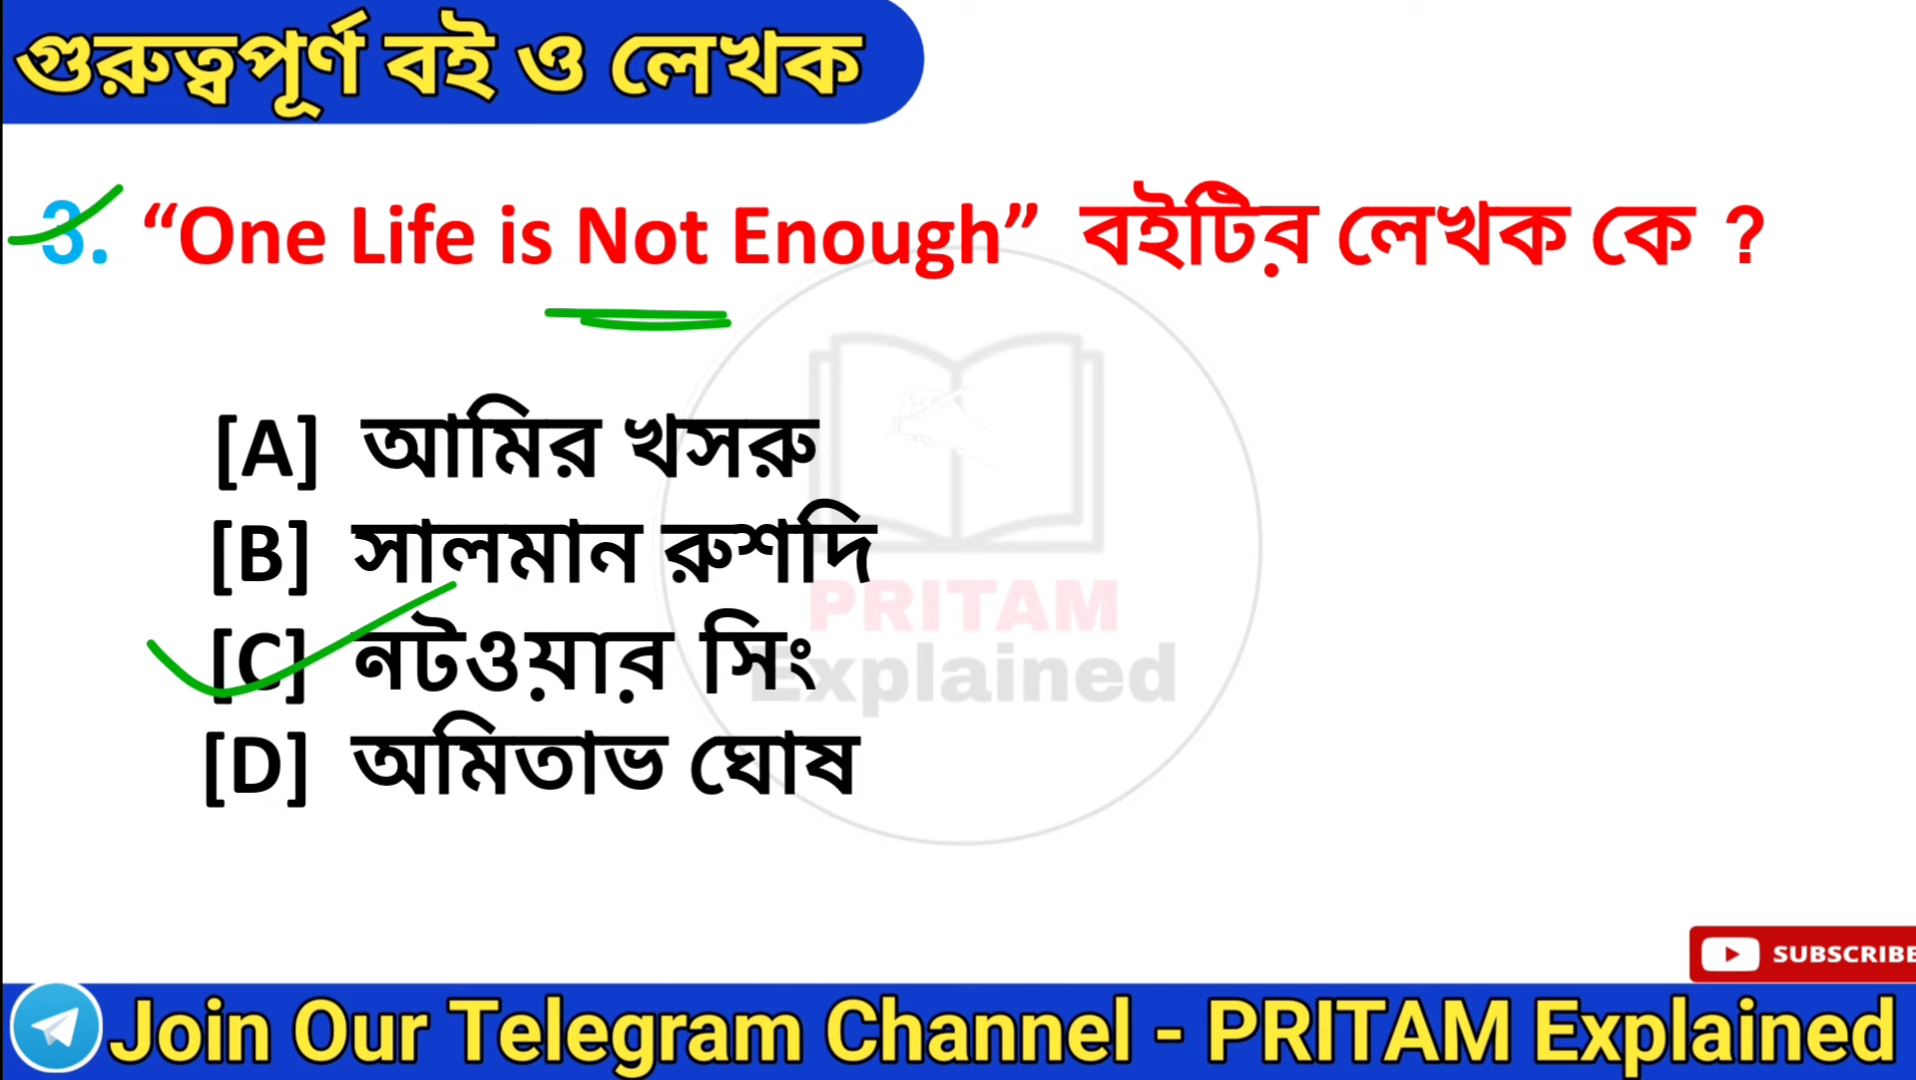 গুরুত্বপূর্ণ বই ও লেখক
3. “One Life is Not Enough” বইটির লেখক কে ?
[A] আমির খসরু
[B] সালমান রুশদি
[C] নটওয়ার সিং
[D] অমিতাভ ঘোষ
PRITAM
Explained
SUBSCRIBE
Join Our Telegram Channel - PRITAM Explained